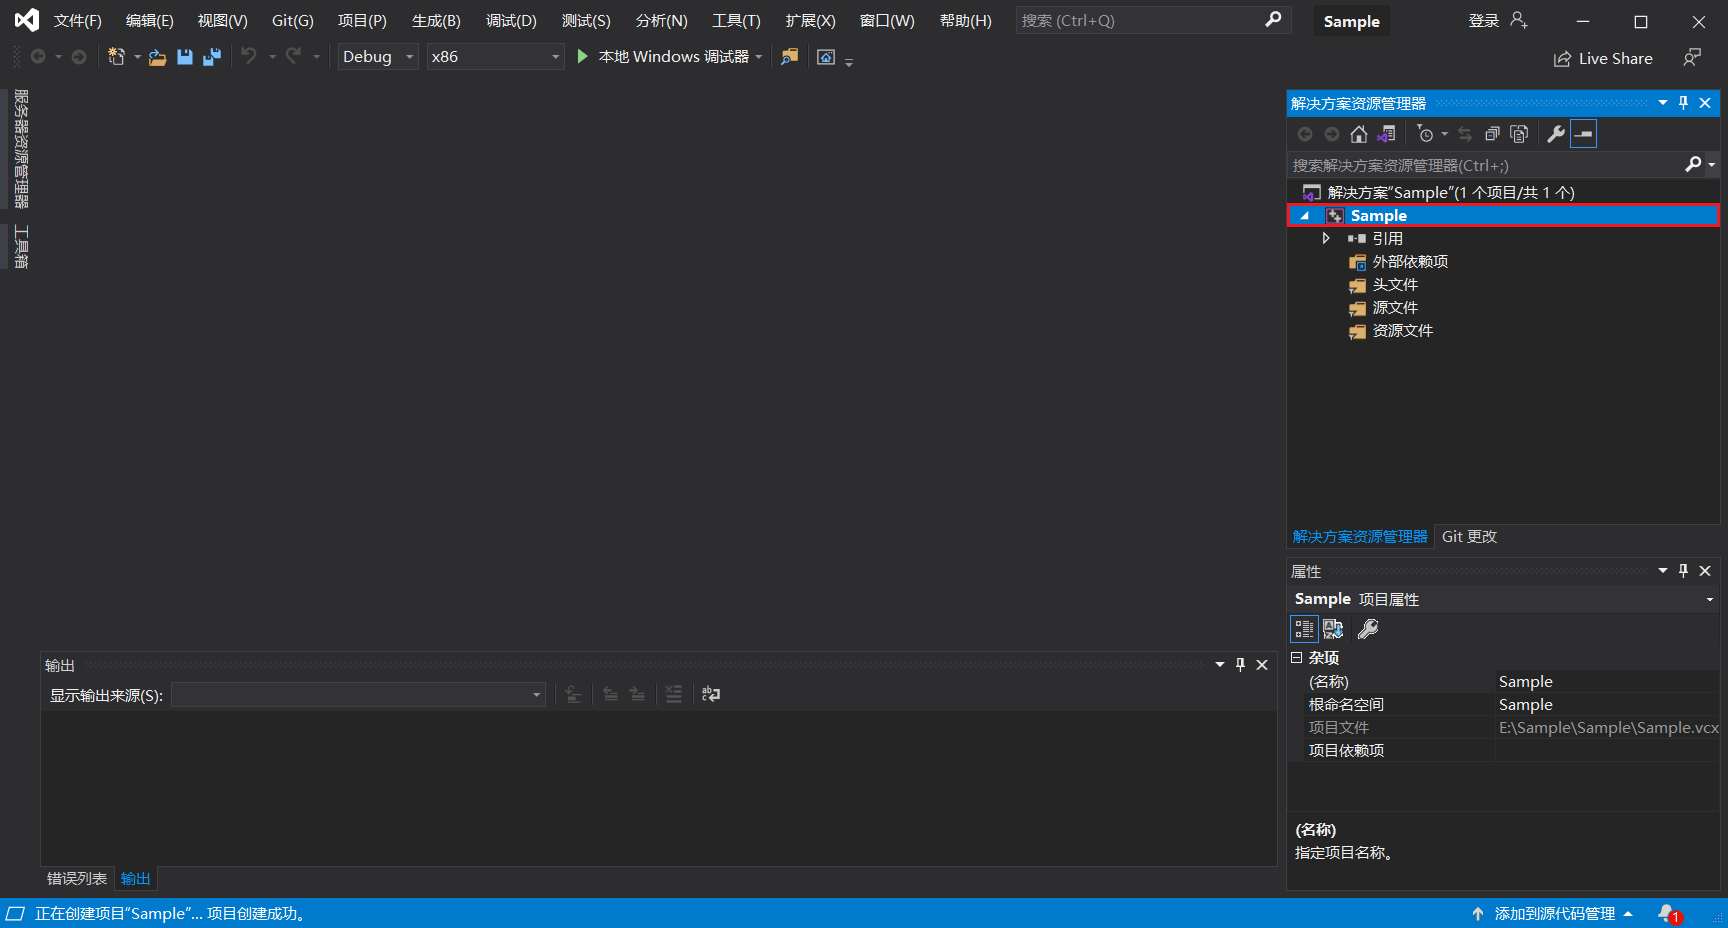 文件(F) 编辑(E) 视图(V) Git(G) 项目(P) 生成(B) 调试(D) 测试(S) 分析(N) 工具(T) 扩展(X) 窗口(W) 帮助(H) 搜索 (Ctrl+Q) Sample 登录
Debug x86 本地 Windows 调试器 Live Share
服务器资源管理器
工具箱
解决方案资源管理器
搜索解决方案资源管理器(Ctrl+;)
解决方案“Sample”(1 个项目/共 1 个)
Sample
引用
外部依赖项
头文件
源文件
资源文件
解决方案资源管理器 Git 更改
属性
Sample 项目属性
杂项
(名称) Sample
根命名空间 Sample
项目文件 E:\Sample\Sample\Sample.vcx
项目依赖项
(名称)
指定项目名称。
输出
显示输出来源(S):
错误列表 输出
正在创建项目“Sample”... 项目创建成功。 添加到源代码管理 1